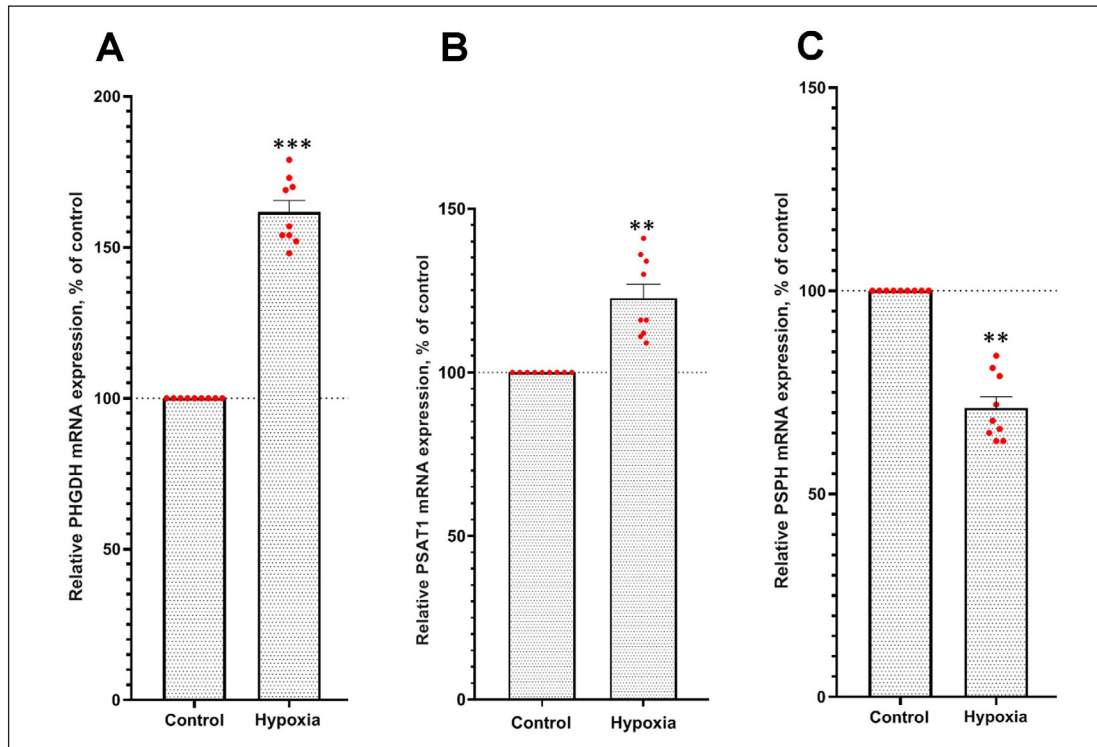 A
Relative PHGDH mRNA expression, % of control
200
150
100
50
0
***
Control Hypoxia
B
Relative PSAT1 mRNA expression, % of control
150
100
50
0
**
Control Hypoxia
C
Relative PSPH mRNA expression, % of control
150
100
50
0
**
Control Hypoxia